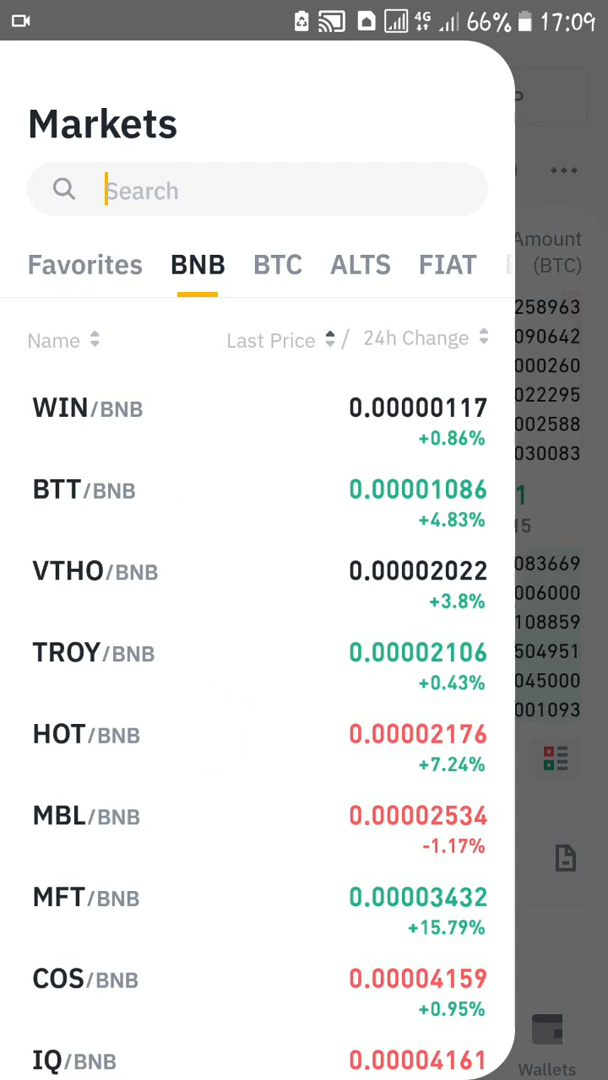 4G 66% 17:09
Markets
Search
Favorites BNB BTC ALTS FIAT
Amount
(BTC)
Name Last Price / 24h Change
258963
090642
000260
022295
002588
030083
WIN/BNB 0.00000117
+0.86%
BTT/BNB 0.00001086
+4.83%
1
15
VTHO/BNB 0.00002022
+3.8%
083669
006000
108859
504951
045000
001093
TROY/BNB 0.00002106
+0.43%
HOT/BNB 0.00002176
+7.24%
MBL/BNB 0.00002534
-1.17%
MFT/BNB 0.00003432
+15.79%
COS/BNB 0.00004159
+0.95%
IQ/BNB 0.00004161
Wallets